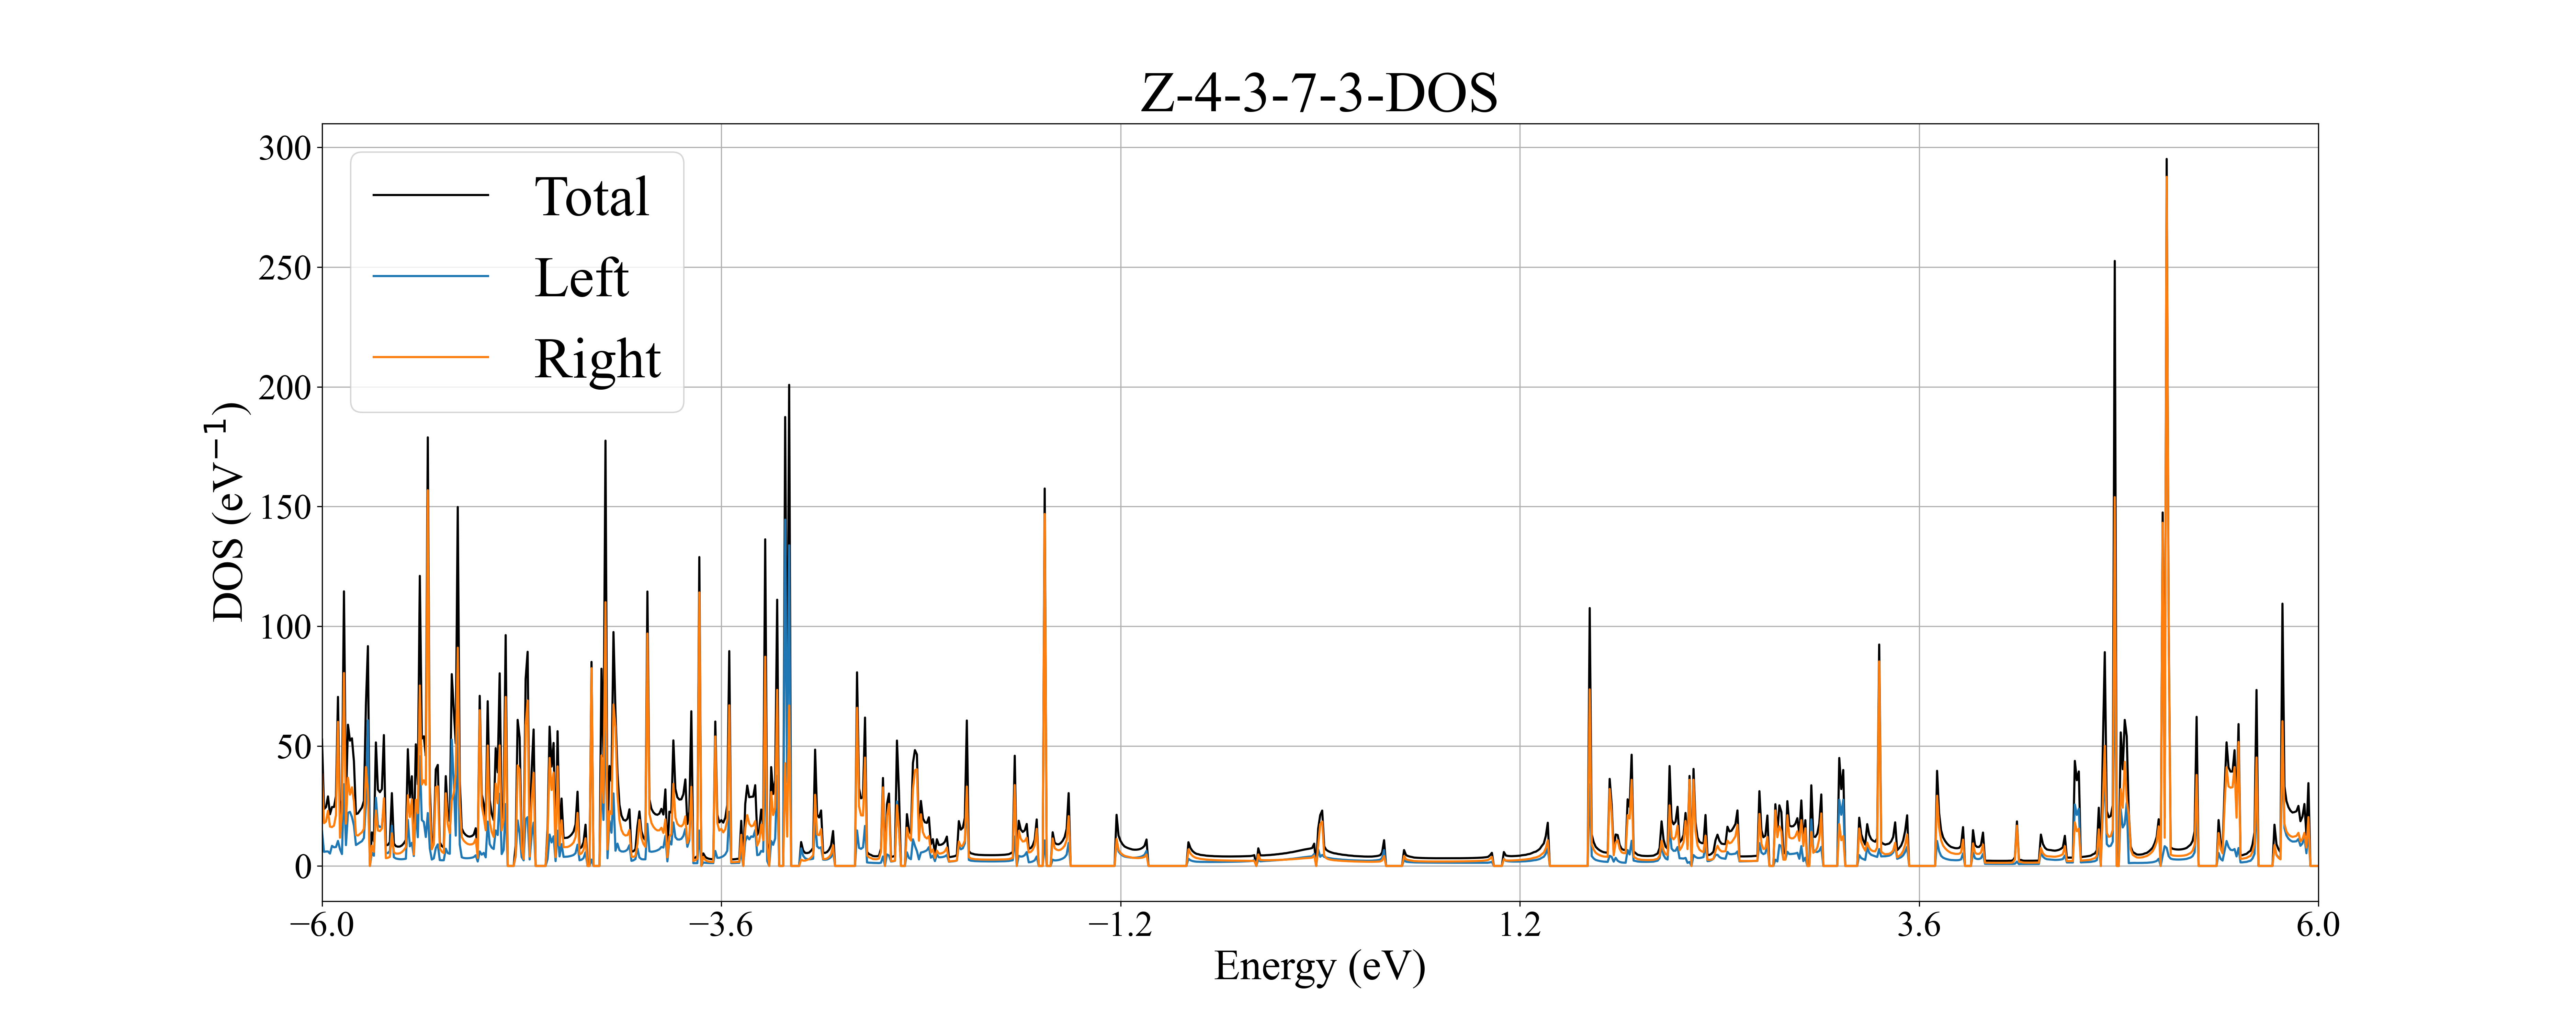 Z-4-3-7-3-DOS
300
250
200
150
100
50
0
DOS (eV⁻¹)
Total
Left
Right
−6.0 −3.6 −1.2 1.2 3.6 6.0
Energy (eV)